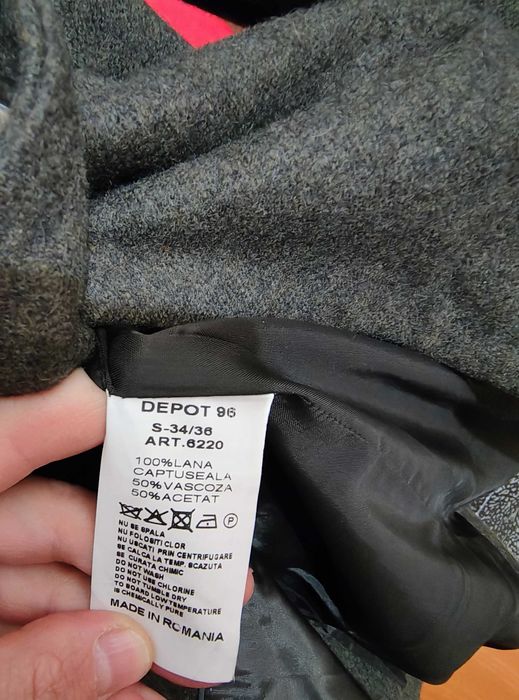 DEPOT 96
S-34/36
ART.6220
100%LANA
CAPTUSEALA
50%VASCOZA
50%ACETAT
P
NU SE SPALA
NU FOLOSITI CLOR
NU USCATI PRIN CENTRIFUGARE
SE CALCA LA TEMP. SCAZUTA
SE CURATA CHIMIC
DO NOT WASH
DO NOT USE CHLORINE
DO NOT TUMBLE DRY
TO BOARD LOW TEMPERATURE
IS CHEMICALLY PURE
MADE IN ROMANIA